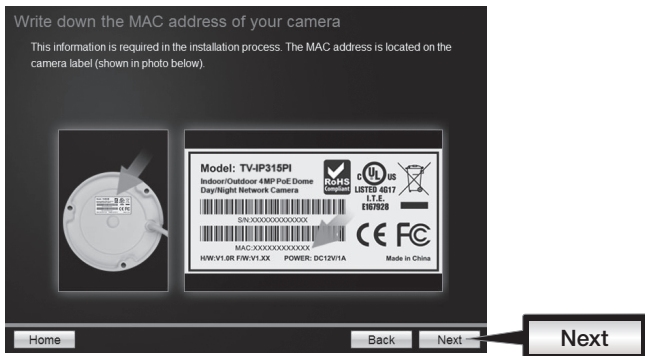 Write down the MAC address of your camera
This information is required in the installation process. The MAC address is located on the
camera label (shown in photo below).
Model: TV-IP315PI
Indoor/Outdoor 4MP PoE Dome
Day/Night Network Camera
RoHS
Compliant
C UL US
LISTED 4G17
I.T.E.
E167928
S/N:XXXXXXXXXXXXX
MAC:XXXXXXXXXXXX
CE FC
H/W:V1.0R F/W:V1.XX POWER: DC12V/1A Made in China
Home Back Next
Next